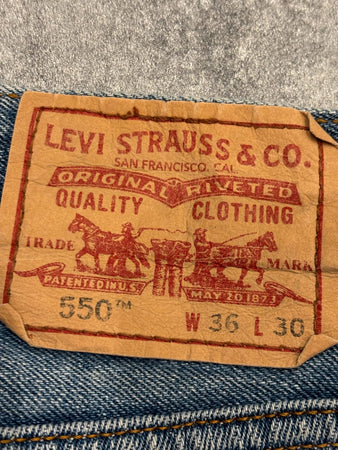 LEVI STRAUSS & CO.
SAN FRANCISCO, CAL.
ORIGINAL RIVETED
QUALITY CLOTHING
TRADE MARK
PATENTED IN U.S. MAY 20 1873
550™ W 36 L 30